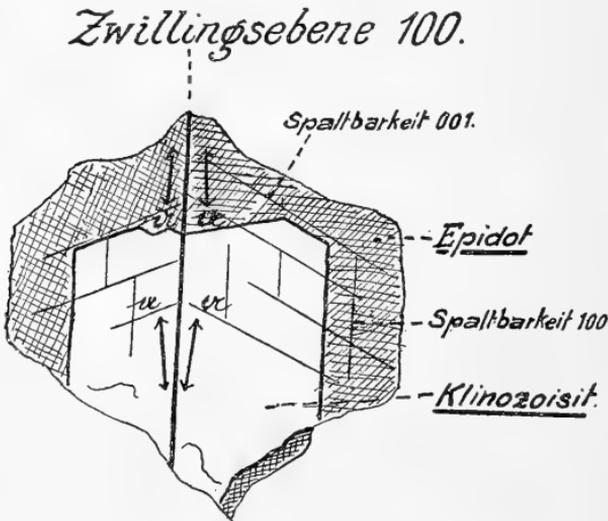 Zwillingsebene 100.
Spaltbarkeit 001.
Epidot
Spaltbarkeit 100
Klinozoisit.